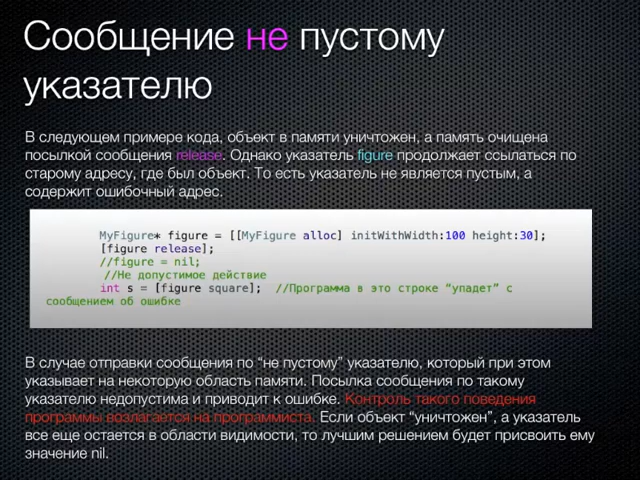 Сообщение не пустому
указателю
В следующем примере кода, объект в памяти уничтожен, а память очищена
посылкой сообщения release. Однако указатель figure продолжает ссылаться по
старому адресу, где был объект. То есть указатель не является пустым, а
содержит ошибочный адрес.
MyFigure* figure = [[MyFigure alloc] initWithWidth:100 height:30];
[figure release];
//figure = nil;
//Не допустимое действие
int s = [figure square]; //Программа в это строке “упадет” с
сообщением об ошибке
В случае отправки сообщения по “не пустому” указателю, который при этом
указывает на некоторую область памяти. Посылка сообщения по такому
указателю недопустима и приводит к ошибке. Контроль такого поведения
программы возлагается на программиста. Если объект “уничтожен”, а указатель
все еще остается в области видимости, то лучшим решением будет присвоить ему
значение nil.